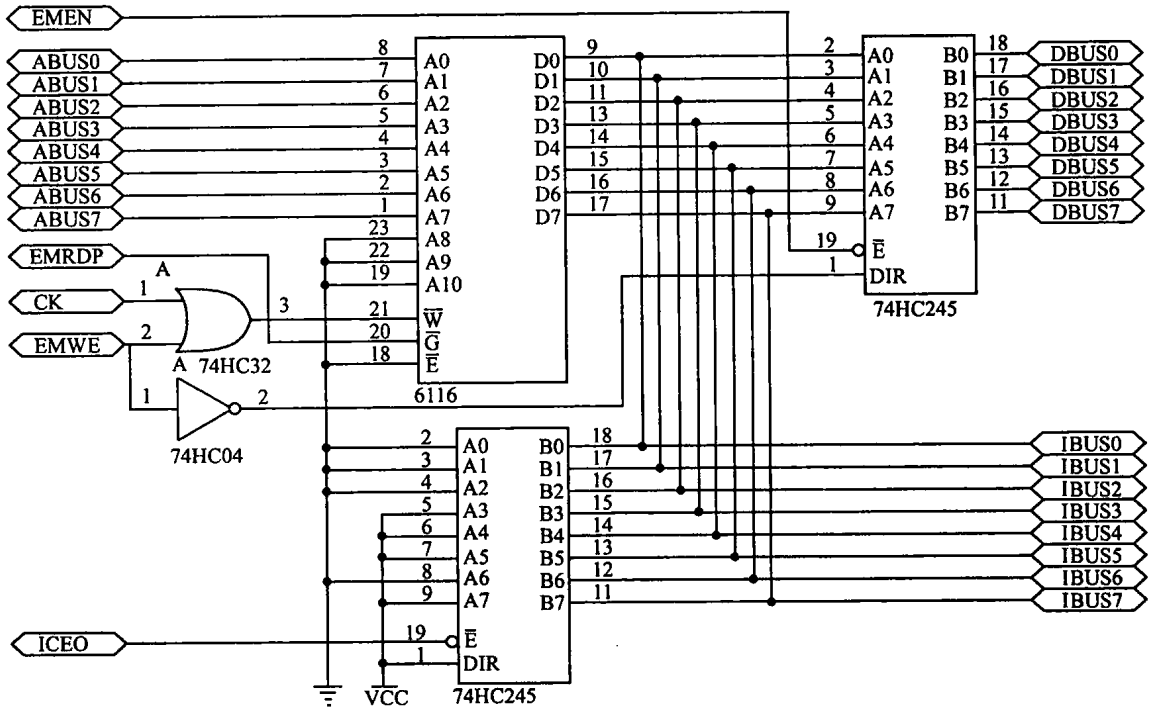 EMEN
ABUS0 8 A0 D0 9 2 A0 B0 18 DBUS0
ABUS1 7 A1 D1 10 3 A1 B1 17 DBUS1
ABUS2 6 A2 D2 11 4 A2 B2 16 DBUS2
ABUS3 5 A3 D3 13 5 A3 B3 15 DBUS3
ABUS4 4 A4 D4 14 6 A4 B4 14 DBUS4
ABUS5 3 A5 D5 15 7 A5 B5 13 DBUS5
ABUS6 2 A6 D6 16 8 A6 B6 12 DBUS6
ABUS7 1 A7 D7 17 9 A7 B7 11 DBUS7
23 A8
EMRDP 22 A9 19 E̅
A 19 A10 1 DIR
74HC245
CK 1 3 21 W̅
EMWE 2 20 G̅
A 74HC32 18 E̅
6116
1 2
74HC04
2 A0 B0 18 IBUS0
3 A1 B1 17 IBUS1
4 A2 B2 16 IBUS2
5 A3 B3 15 IBUS3
6 A4 B4 14 IBUS4
7 A5 B5 13 IBUS5
8 A6 B6 12 IBUS6
9 A7 B7 11 IBUS7
ICEO 19 E̅
1 DIR
VCC 74HC245